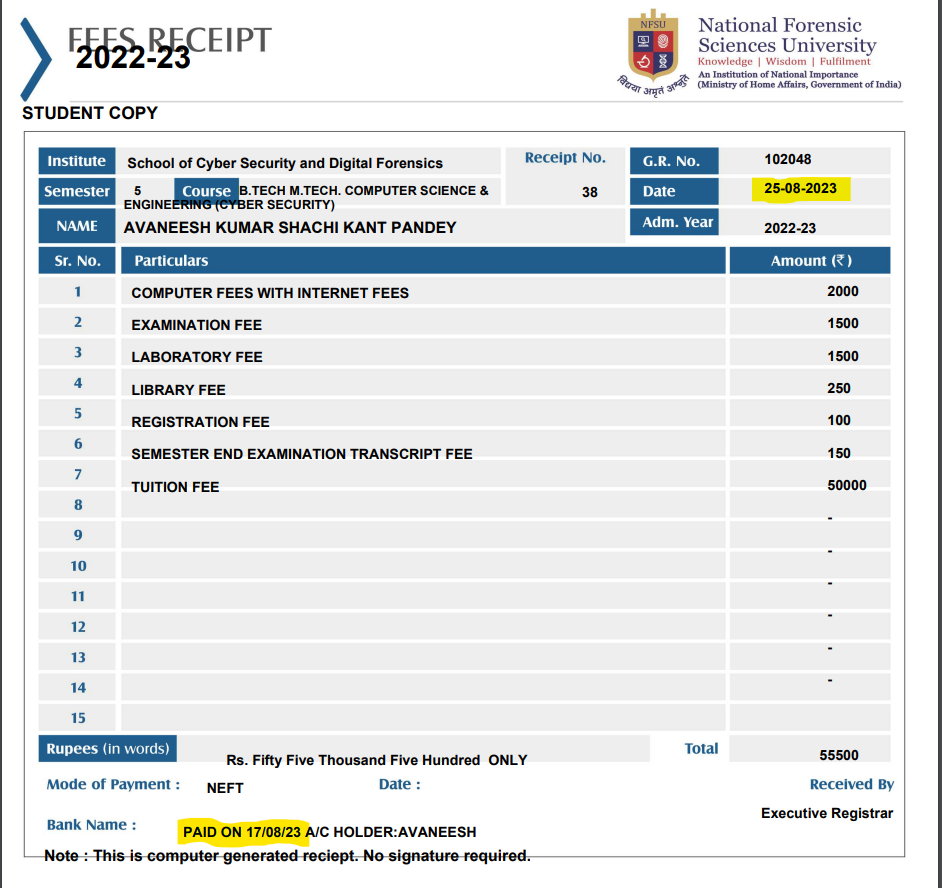 FEES RECEIPT
2022-23
NFSU
विद्या अमृतं अश्नुते
National Forensic
Sciences University
Knowledge | Wisdom | Fulfilment
An Institution of National Importance
(Ministry of Home Affairs, Government of India)
STUDENT COPY
Institute School of Cyber Security and Digital Forensics Receipt No. G.R. No. 102048
Semester 5 Course B.TECH M.TECH. COMPUTER SCIENCE & 38 Date 25-08-2023
ENGINEERING (CYBER SECURITY)
NAME AVANEESH KUMAR SHACHI KANT PANDEY Adm. Year 2022-23
Sr. No. Particulars Amount (₹)
1 COMPUTER FEES WITH INTERNET FEES 2000
2 EXAMINATION FEE 1500
3 LABORATORY FEE 1500
4 LIBRARY FEE 250
5 REGISTRATION FEE 100
6 SEMESTER END EXAMINATION TRANSCRIPT FEE 150
7 TUITION FEE 50000
8 -
9 -
10 -
11 -
12 -
13 -
14
15
Rupees (in words) Rs. Fifty Five Thousand Five Hundred ONLY Total 55500
Mode of Payment : NEFT Date : Received By
Executive Registrar
Bank Name : PAID ON 17/08/23 A/C HOLDER:AVANEESH
Note : This is computer generated reciept. No signature required.